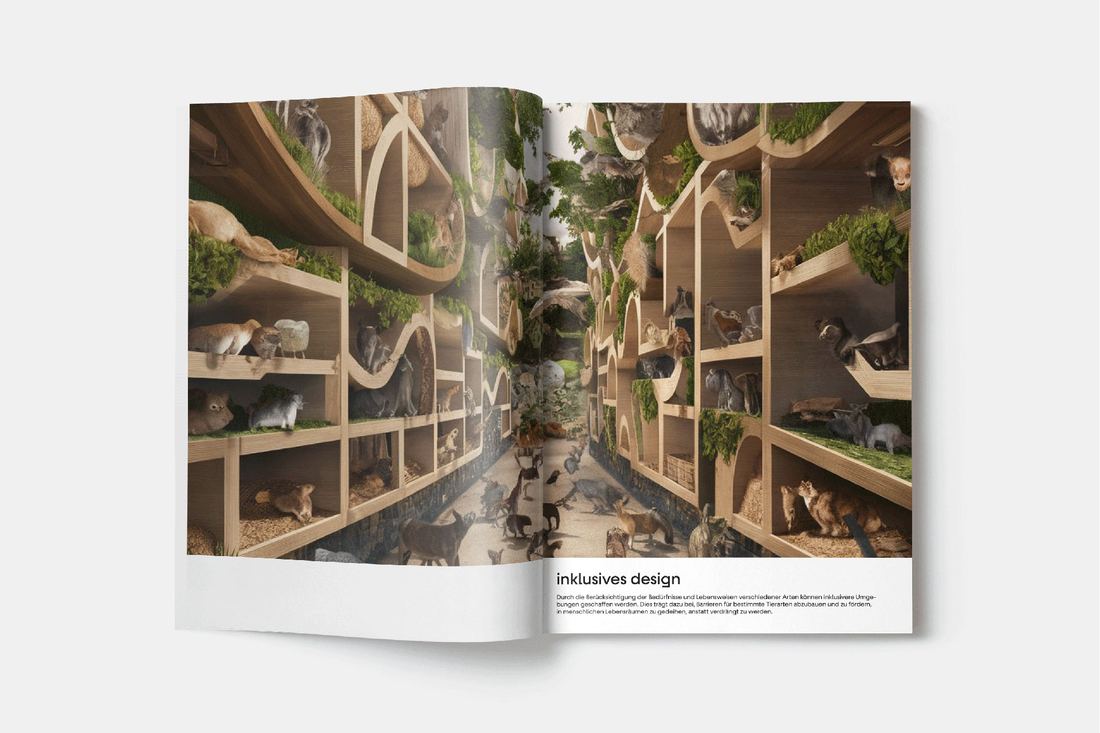 inklusives design
Durch die Berücksichtigung der Bedürfnisse und Lebensweisen verschiedener Arten können inklusivere Umge-
bungen geschaffen werden. Dies trägt dazu bei, Barrieren für bestimmte Tierarten abzubauen und zu fördern,
in menschlichen Lebensräumen zu gedeihen, anstatt verdrängt zu werden.